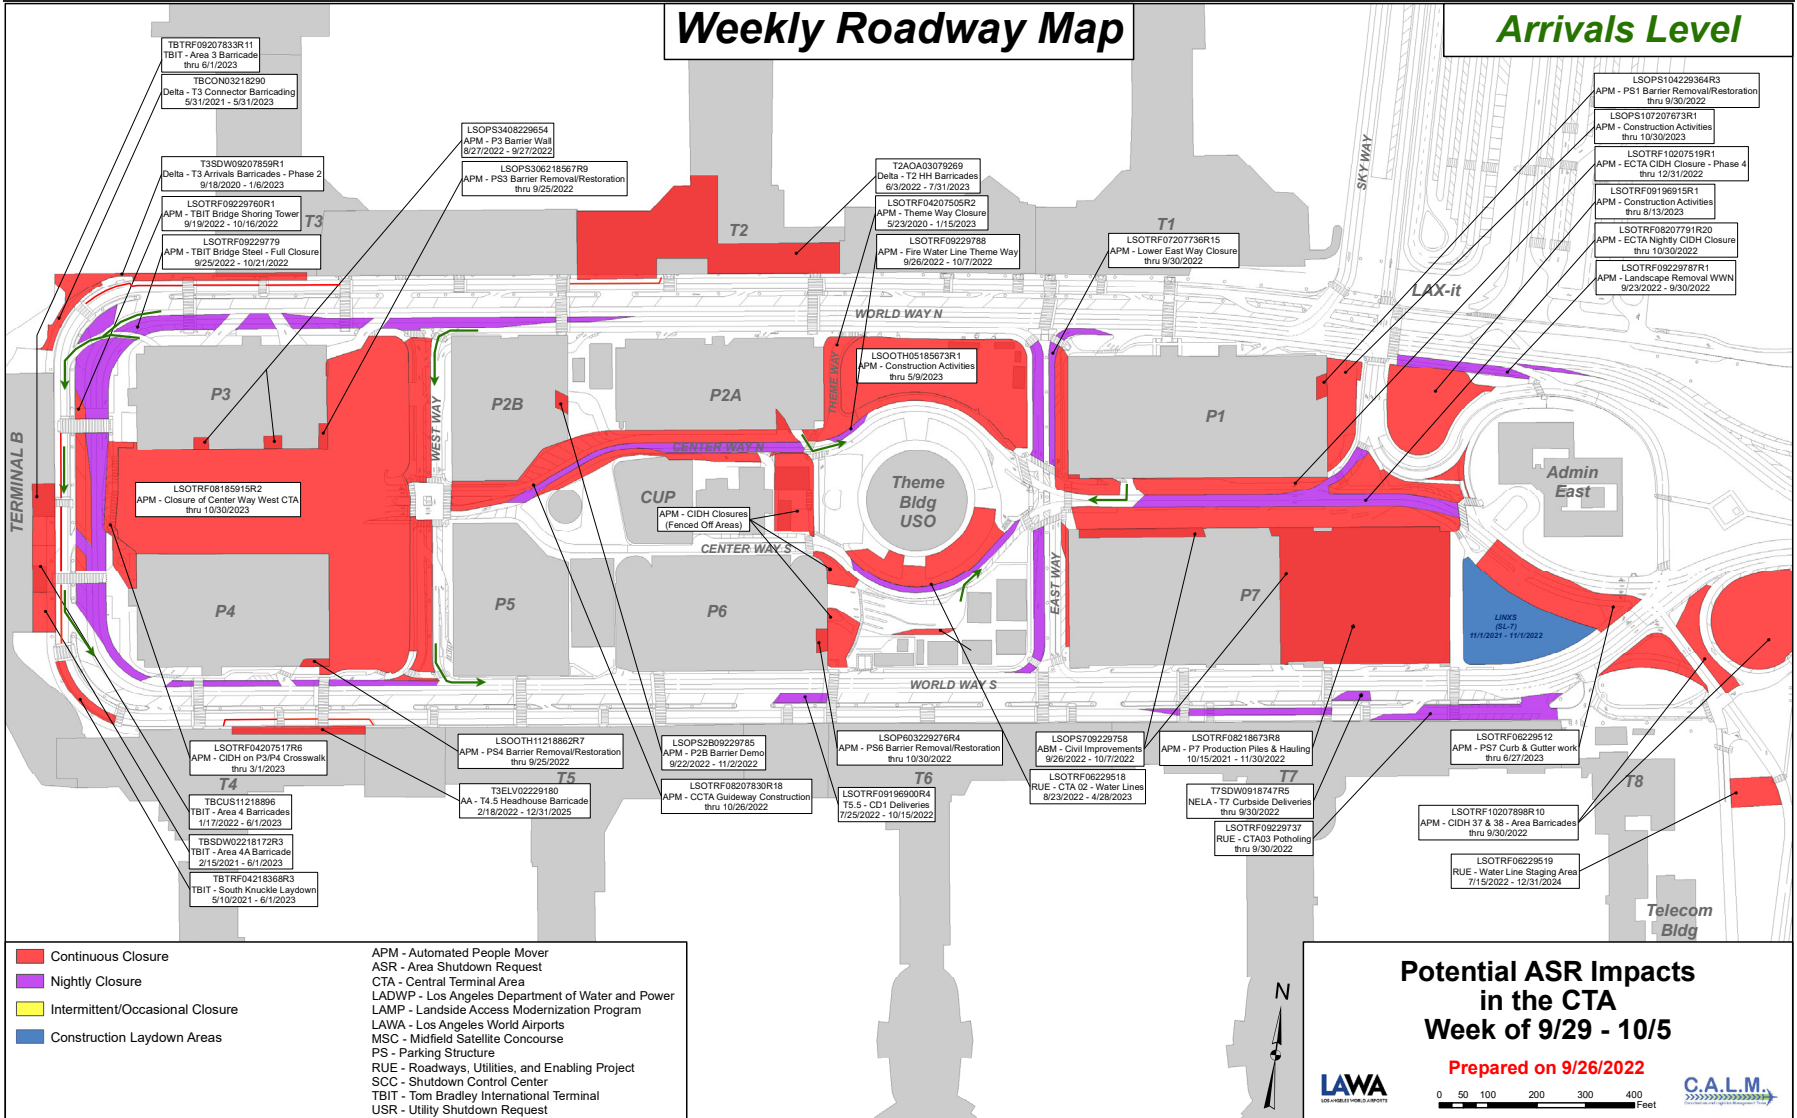 Weekly Roadway Map
Arrivals Level
TBTRF09207833R11
TBIT - Area 3 Barricade
thru 6/1/2023
TBCON03218290
Delta - T3 Connector Barricading
5/31/2021 - 5/31/2023
T3SDW09207859R1
Delta - T3 Arrivals Barricades - Phase 2
9/18/2020 - 1/6/2023
LSOTRF09229760R1
APM - TBIT Bridge Shoring Tower
9/19/2022 - 10/16/2022
LSOTRF09229779
APM - TBIT Bridge Steel - Full Closure
9/25/2022 - 10/21/2022
LSOPS3408229654
APM - P3 Barrier Wall
8/27/2022 - 9/27/2022
LSOPS306218567R9
APM - PS3 Barrier Removal/Restoration
thru 9/25/2022
T2AOA03079269
Delta - T2 HH Barricades
6/3/2022 - 7/31/2023
LSOTRF04207505R2
APM - Theme Way Closure
5/23/2020 - 1/15/2023
LSOTRF09229788
APM - Fire Water Line Theme Way
9/26/2022 - 10/7/2022
LSOTRF07207736R15
APM - Lower East Way Closure
thru 9/30/2022
LSOPS104229364R3
APM - PS1 Barrier Removal/Restoration
thru 9/30/2022
LSOPS107207673R1
APM - Construction Activities
thru 10/30/2023
LSOTRF10207519R1
APM - ECTA CIDH Closure - Phase 4
thru 12/31/2022
LSOTRF09196915R1
APM - Construction Activities
thru 8/13/2023
LSOTRF08207791R20
APM - ECTA Nightly CIDH Closure
thru 10/30/2022
LSOTRF09229787R1
APM - Landscape Removal WWN
9/23/2022 - 9/30/2022
T3
T2
T1
SKY WAY
LAX-it
WORLD WAY N
LSOOTH05185673R1
APM - Construction Activities
thru 5/9/2023
P3
P2B
P2A
P1
WEST WAY
THEME WAY
CENTER WAY N
TERMINAL B
LSOTRF08185915R2
APM - Closure of Center Way West CTA
thru 10/30/2023
CUP
Theme
Bldg
USO
Admin
East
APM - CIDH Closures
(Fenced Off Areas)
CENTER WAY S
EAST WAY
P4
P5
P6
P7
LINXS
(SL-7)
11/1/2021 - 11/1/2022
WORLD WAY S
LSOTRF04207517R6
APM - CIDH on P3/P4 Crosswalk
thru 3/1/2023
LSOOTH11218862R7
APM - PS4 Barrier Removal/Restoration
thru 9/25/2022
LSOPS2B09229785
APM - P2B Barrier Demo
9/22/2022 - 11/2/2022
LSOP603229276R4
APM - PS6 Barrier Removal/Restoration
thru 10/30/2022
LSOPS709229758
ABM - Civil Improvements
9/26/2022 - 10/7/2022
LSOTRF08218673R8
APM - P7 Production Piles & Hauling
10/15/2021 - 11/30/2022
LSOTRF06229512
APM - PS7 Curb & Gutter work
thru 6/27/2023
T4
T5
T6
T7
T8
TBCUS11218896
TBIT - Area 4 Barricades
1/17/2022 - 6/1/2023
T3ELV02229180
AA - T4.5 Headhouse Barricade
2/18/2022 - 12/31/2025
LSOTRF08207830R18
APM - CCTA Guideway Construction
thru 10/26/2022
LSOTRF09196900R4
T5.5 - CD1 Deliveries
7/25/2022 - 10/15/2022
LSOTRF06229518
RUE - CTA 02 - Water Lines
8/23/2022 - 4/28/2023
T7SDW0918747R5
NELA - T7 Curbside Deliveries
thru 9/30/2022
LSOTRF09229737
RUE - CTA03 Potholing
thru 9/30/2022
LSOTRF10207898R10
APM - CIDH 37 & 38 - Area Barricades
thru 9/30/2022
TBSDW02218172R3
TBIT - Area 4A Barricade
2/15/2021 - 6/1/2023
TBTRF04218368R3
TBIT - South Knuckle Laydown
5/10/2021 - 6/1/2023
LSOTRF06229519
RUE - Water Line Staging Area
7/15/2022 - 12/31/2024
Telecom
Bldg
Continuous Closure
Nightly Closure
Intermittent/Occasional Closure
Construction Laydown Areas
APM - Automated People Mover
ASR - Area Shutdown Request
CTA - Central Terminal Area
LADWP - Los Angeles Department of Water and Power
LAMP - Landside Access Modernization Program
LAWA - Los Angeles World Airports
MSC - Midfield Satellite Concourse
PS - Parking Structure
RUE - Roadways, Utilities, and Enabling Project
SCC - Shutdown Control Center
TBIT - Tom Bradley International Terminal
USR - Utility Shutdown Request
N
Potential ASR Impacts
in the CTA
Week of 9/29 - 10/5
Prepared on 9/26/2022
LAWA
LOS ANGELES WORLD AIRPORTS
0 50 100 200 300 400
Feet
C.A.L.M.